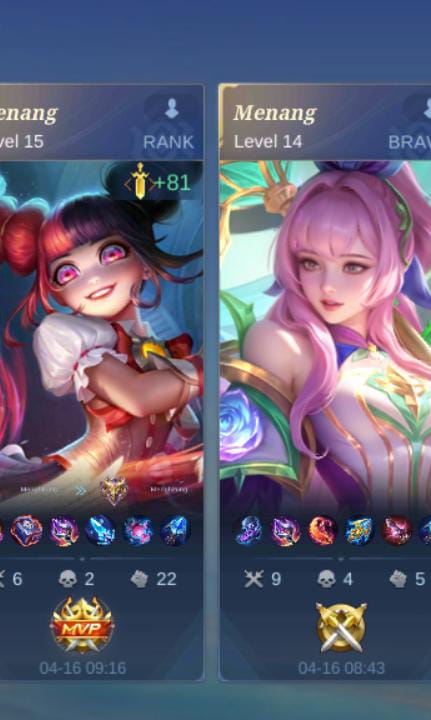 enang
vel 15
RANK
+81
6
2
22
MVP
04-16 09:16
Menang
Level 14
BRAV
9
4
5
04-16 08:43